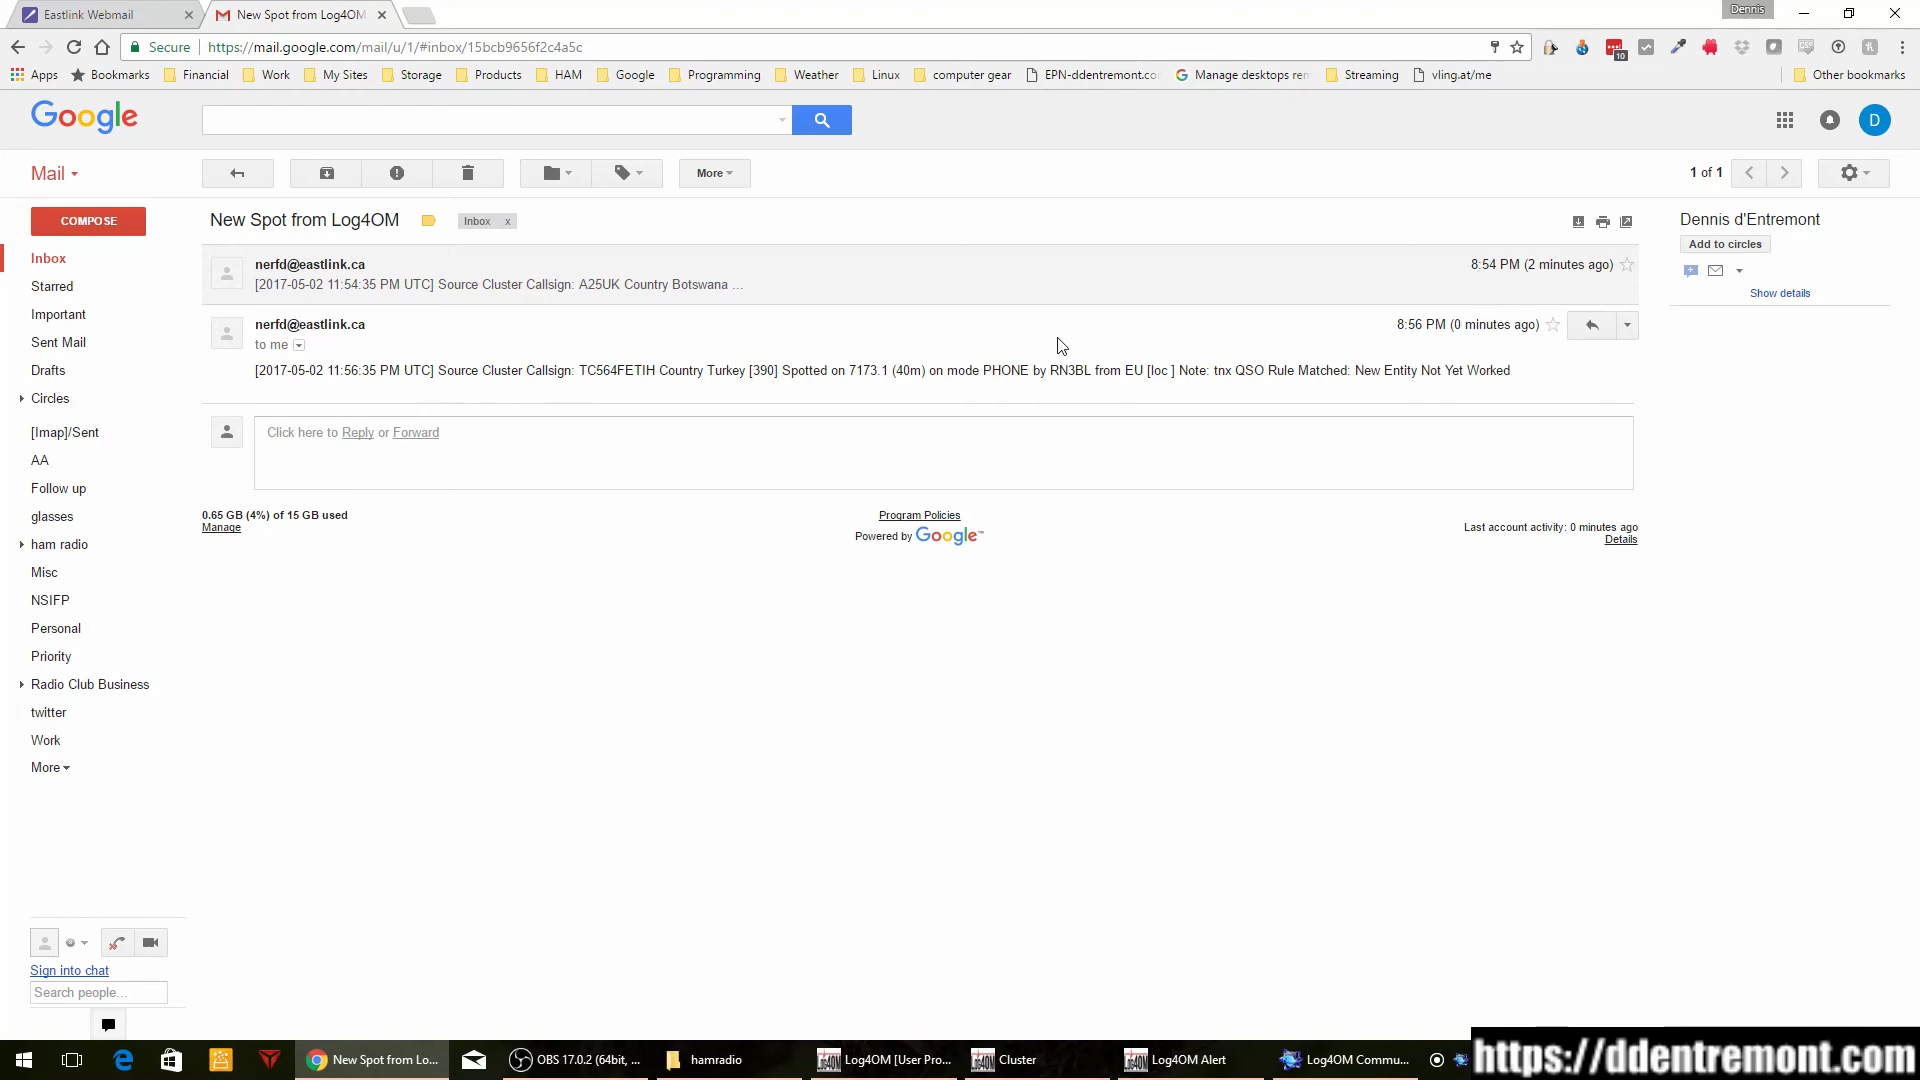 Eastlink Webmail
New Spot from Log4OM
Dennis
Secure
https://mail.google.com/mail/u/1/#inbox/15bcb9656f2c4a5c
10
Apps
Bookmarks
Financial
Work
My Sites
Storage
Products
HAM
Google
Programming
Weather
Linux
computer gear
EPN-ddentremont.co
Manage desktops rem
Streaming
vling.at/me
Other bookmarks
Google
D
Mail
More
1 of 1
COMPOSE
Inbox
Starred
Important
Sent Mail
Drafts
Circles
[Imap]/Sent
AA
Follow up
glasses
ham radio
Misc
NSIFP
Personal
Priority
Radio Club Business
twitter
Work
More
Sign into chat
Search people...
New Spot from Log4OM
Inbox x
nerfd@eastlink.ca
8:54 PM (2 minutes ago)
[2017-05-02 11:54:35 PM UTC] Source Cluster Callsign: A25UK Country Botswana ...
nerfd@eastlink.ca
8:56 PM (0 minutes ago)
to me
[2017-05-02 11:56:35 PM UTC] Source Cluster Callsign: TC564FETIH Country Turkey [390] Spotted on 7173.1 (40m) on mode PHONE by RN3BL from EU [loc ] Note: tnx QSO Rule Matched: New Entity Not Yet Worked
Click here to Reply or Forward
0.65 GB (4%) of 15 GB used
Manage
Program Policies
Powered by Google™
Last account activity: 0 minutes ago
Details
Dennis d'Entremont
Add to circles
Show details
New Spot from Lo...
OBS 17.0.2 (64bit, ...
hamradio
Log4OM [User Pro...
Cluster
Log4OM Alert
Log4OM Commu...
https://ddentremont.com